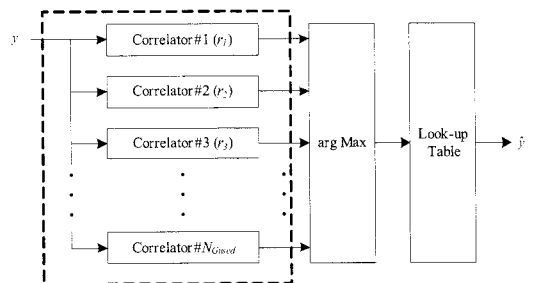 y
Correlator#1 (r1)
Correlator#2 (r2)
Correlator#3 (r3)
Correlator#NGused
arg Max
Look-up
Table
ŷ